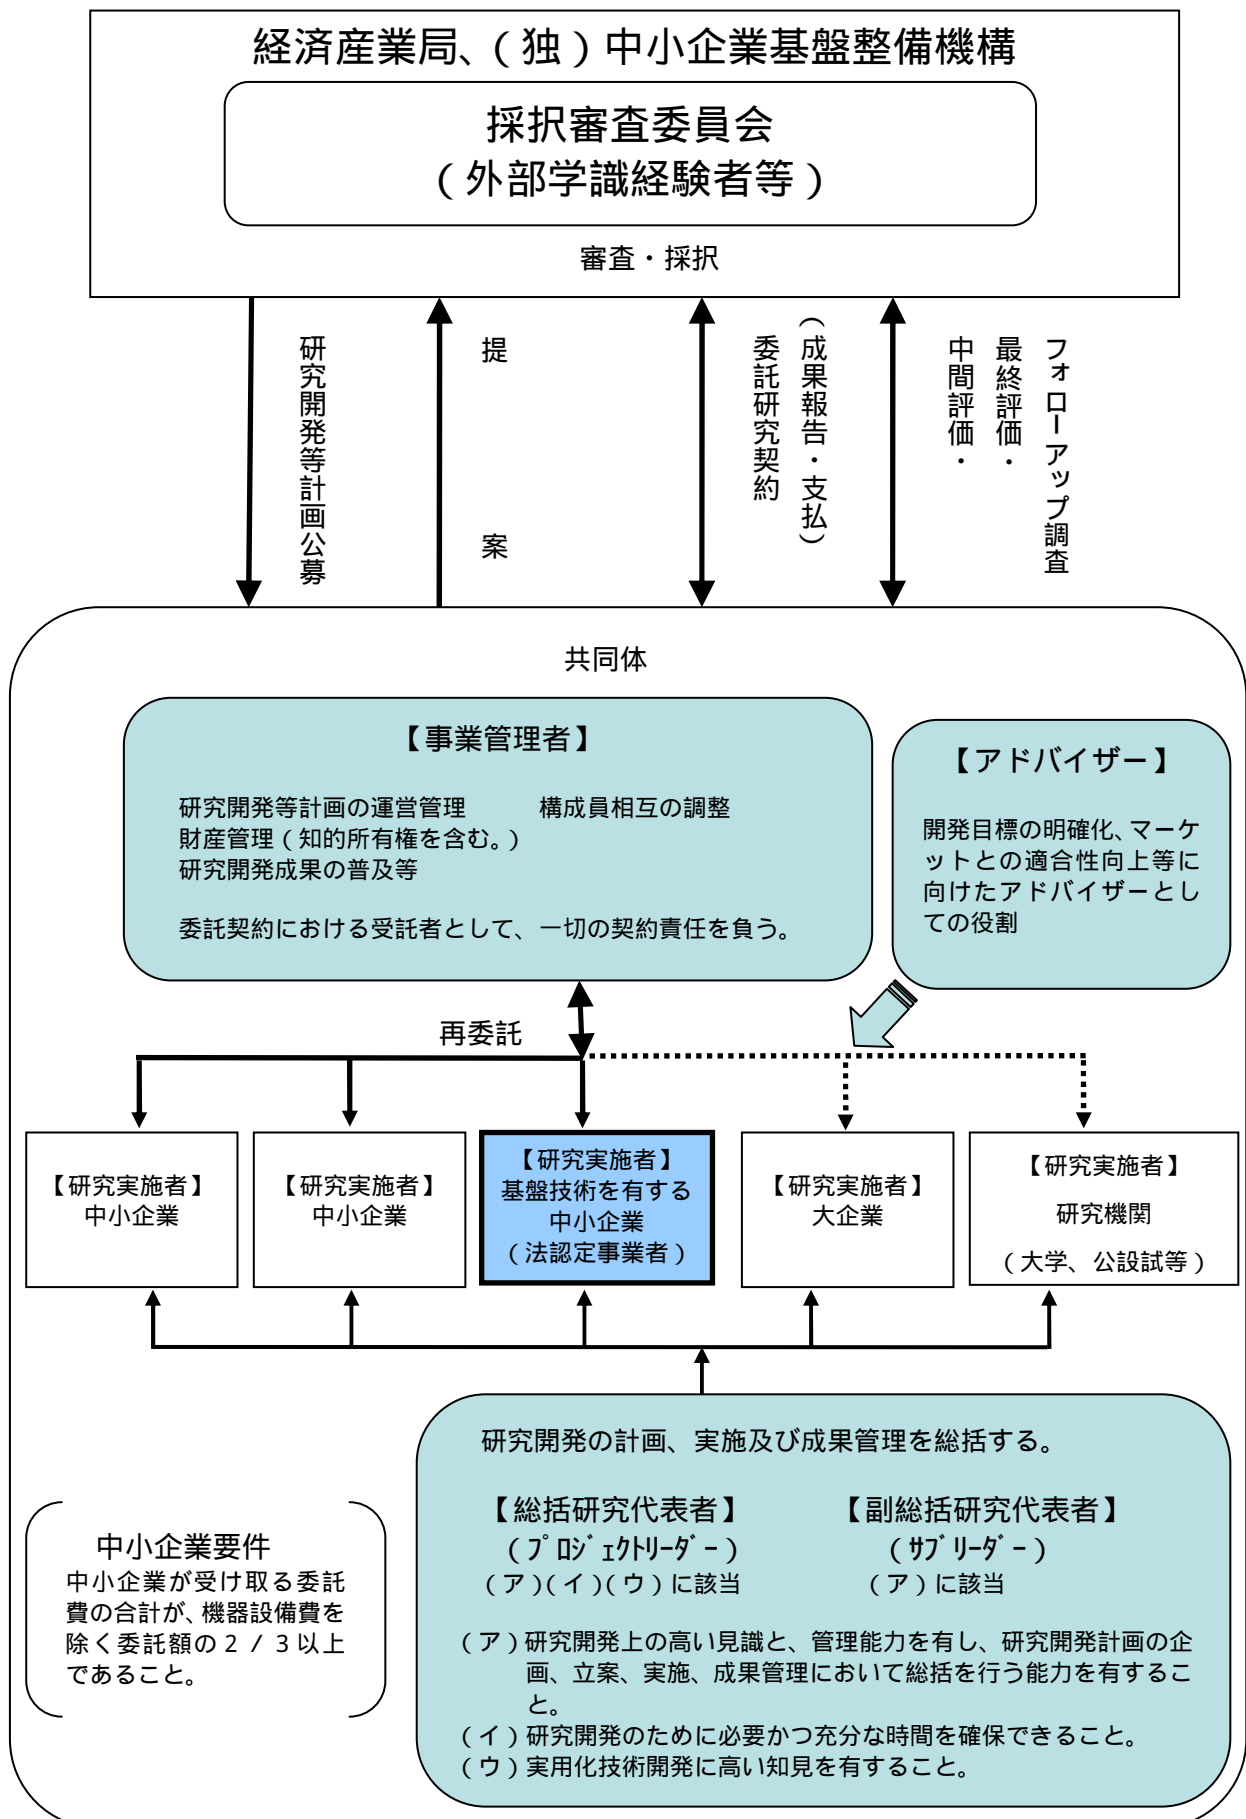 経済産業局、（独）中小企業基盤整備機構
採択審査委員会
（外部学識経験者等）
審査・採択
研究開発等計画公募
提案
委託研究契約
（成果報告・支払）
中間評価・
最終評価・
フォローアップ調査
共同体
【事業管理者】
研究開発等計画の運営管理　　構成員相互の調整
財産管理（知的所有権を含む。）
研究開発成果の普及等
委託契約における受託者として、一切の契約責任を負う。
【アドバイザー】
開発目標の明確化、マーケ
ットとの適合性向上等に
向けたアドバイザーとし
ての役割
再委託
【研究実施者】
中小企業
【研究実施者】
中小企業
【研究実施者】
基盤技術を有する
中小企業
（法認定事業者）
【研究実施者】
大企業
【研究実施者】
研究機関
（大学、公設試等）
研究開発の計画、実施及び成果管理を総括する。
【総括研究代表者】
（ﾌﾟﾛｼﾞｪｸﾄﾘｰﾀﾞｰ）
（ア）（イ）（ウ）に該当
【副総括研究代表者】
（ｻﾌﾞﾘｰﾀﾞｰ）
（ア）に該当
（ア）研究開発上の高い見識と、管理能力を有し、研究開発計画の企
画、立案、実施、成果管理において総括を行う能力を有するこ
と。
（イ）研究開発のために必要かつ充分な時間を確保できること。
（ウ）実用化技術開発に高い知見を有すること。
中小企業要件
中小企業が受け取る委託
費の合計が、機器設備費を
除く委託額の２／３以上
であること。